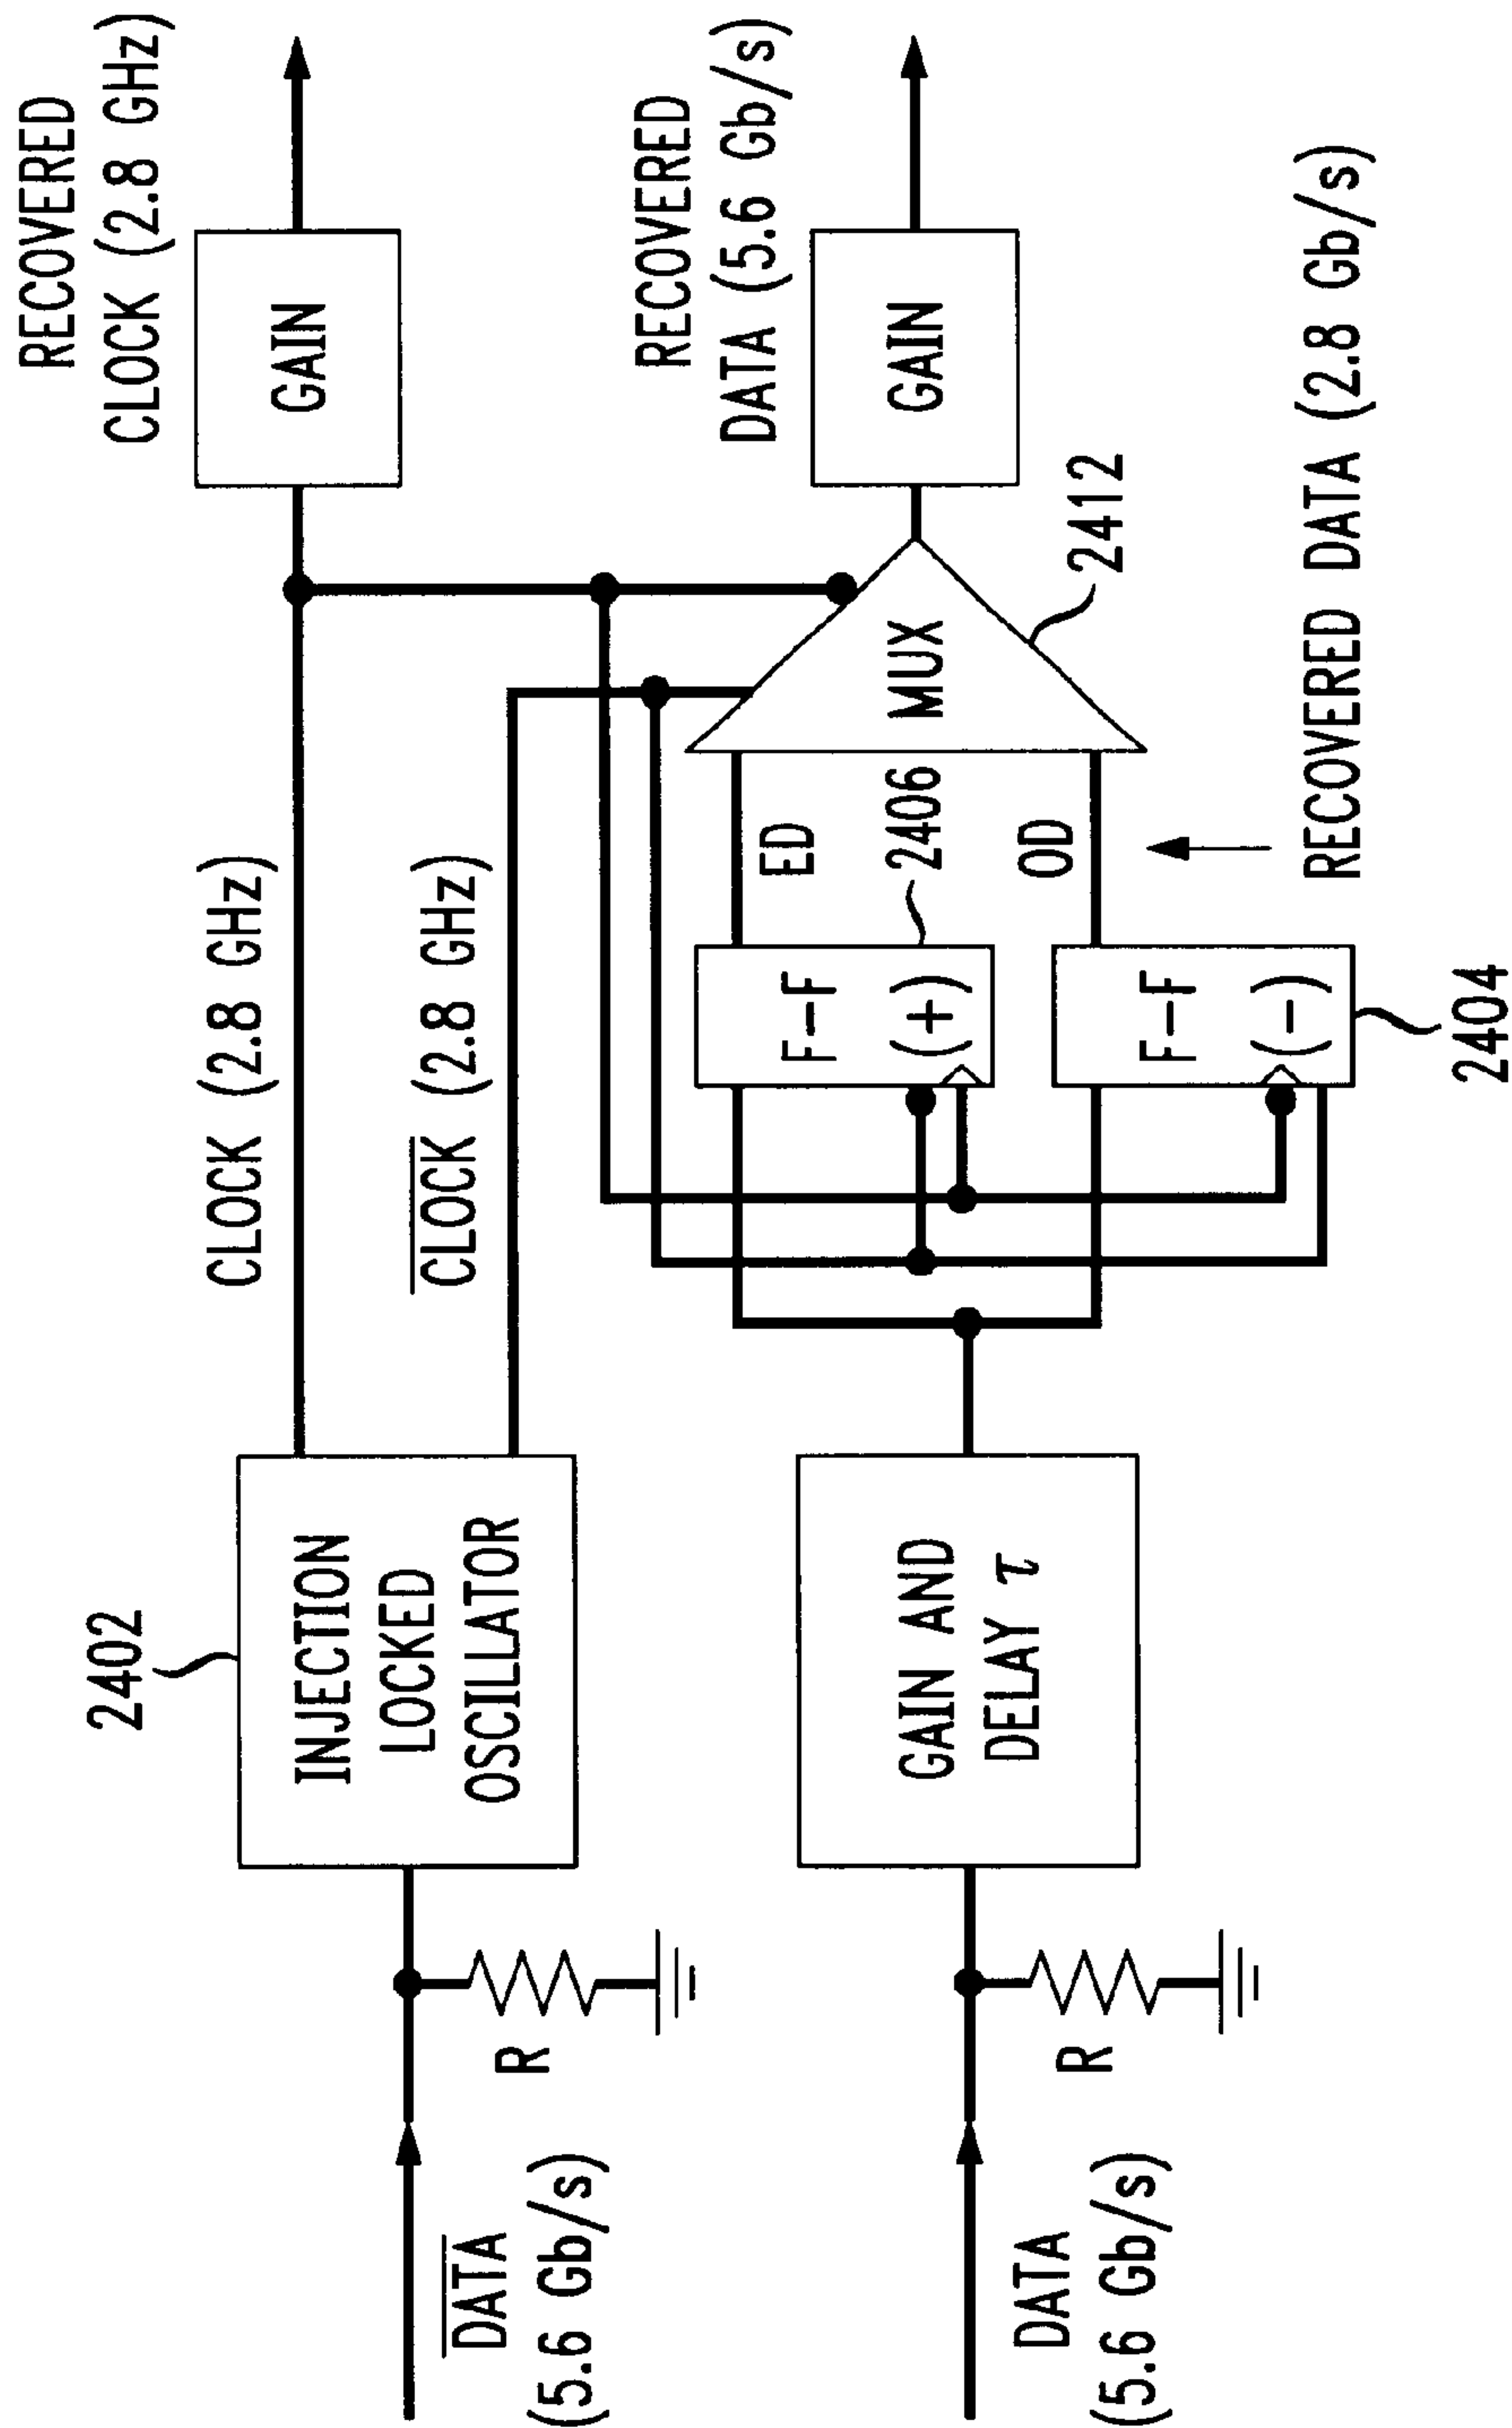 DATA
(5.6 Gb/s)
R
2402
INJECTION
LOCKED
OSCILLATOR
CLOCK (2.8 GHz)
CLOCK (2.8 GHz)
GAIN
RECOVERED
CLOCK (2.8 GHz)
DATA
(5.6 Gb/s)
R
GAIN AND
DELAY τ
F-F
(+)
2406
F-F
(-)
2404
ED
OD
MUX
2412
GAIN
RECOVERED
DATA (5.6 Gb/s)
RECOVERED DATA (2.8 Gb/s)